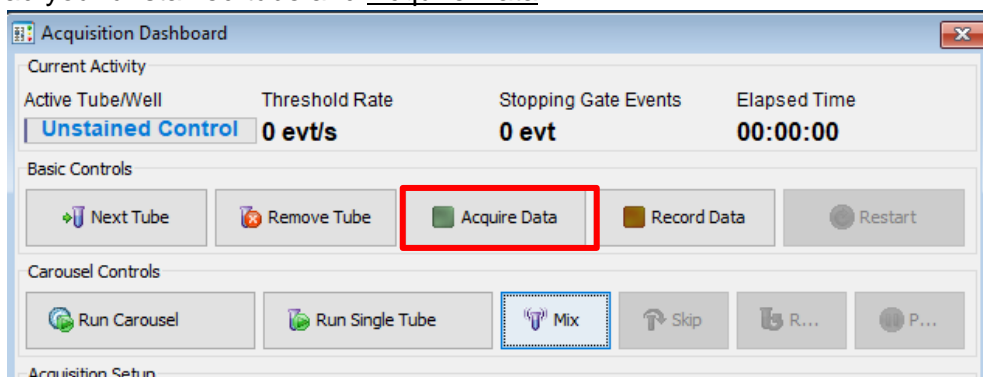 Acquisition Dashboard
Current Activity
Active Tube/Well Threshold Rate Stopping Gate Events Elapsed Time
Unstained Control 0 evt/s 0 evt 00:00:00
Basic Controls
Next Tube Remove Tube Acquire Data Record Data Restart
Carousel Controls
Run Carousel Run Single Tube Mix Skip R... P...
Acquisition Setup